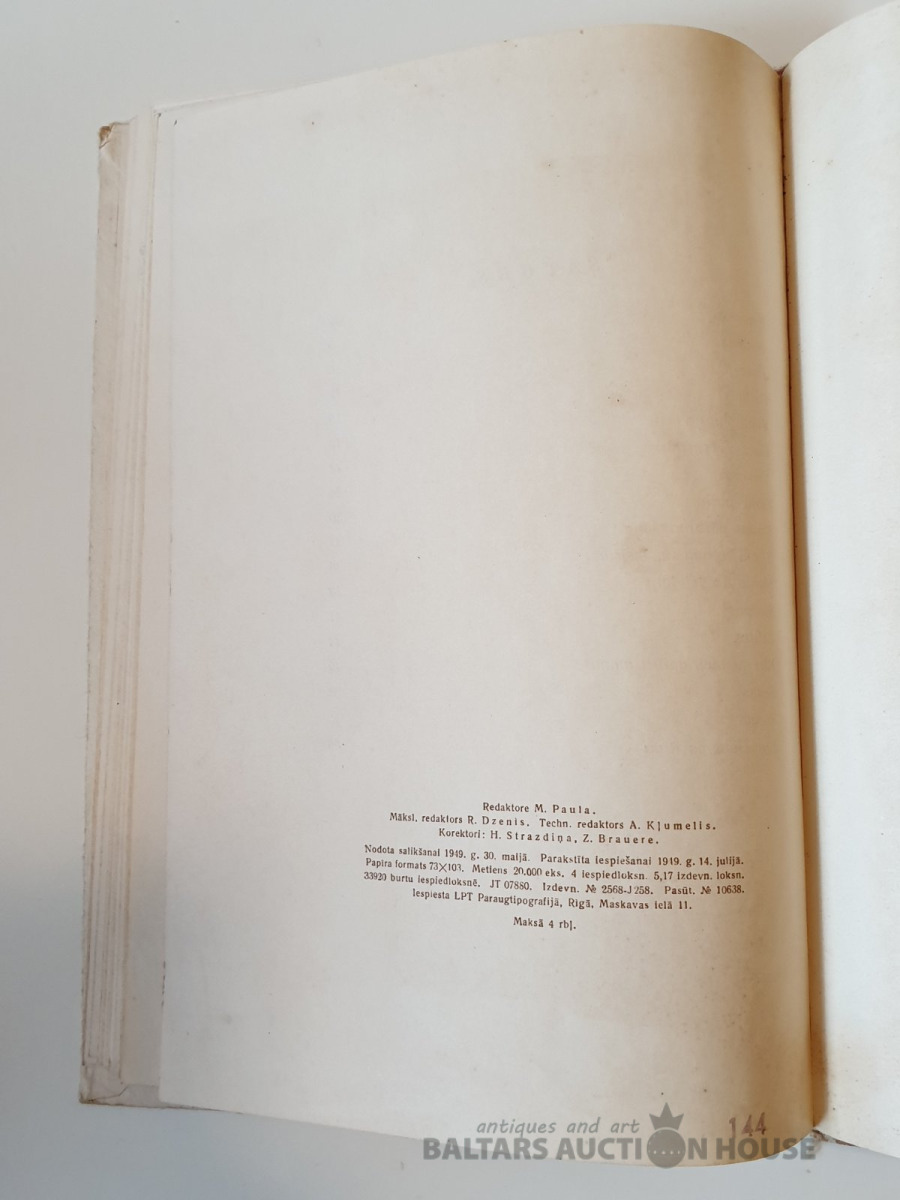 Redaktore M. Paula.
Māksl. redaktors R. Dzenis. Techn. redaktors A. Kļumelis.
Korektori: H. Strazdiņa, Z. Brauere.
Nodota salikšanai 1949. g. 30. maijā. Parakstīta iespiešanai 1949. g. 14. julijā.
Papira formats 73×103. Metiens 20.000 eks. 4 iespiedloksn. 5,17 izdevn. loksn.
33920 burtu iespiedloksnē. JT 07880. Izdevn. № 2568-J258. Pasūt. № 10638.
Iespiesta LPT Paraugtipografijā, Rīgā, Maskavas ielā 11.
Maksā 4 rbļ.
144
antiques and art
BALTARS AUCTION HOUSE